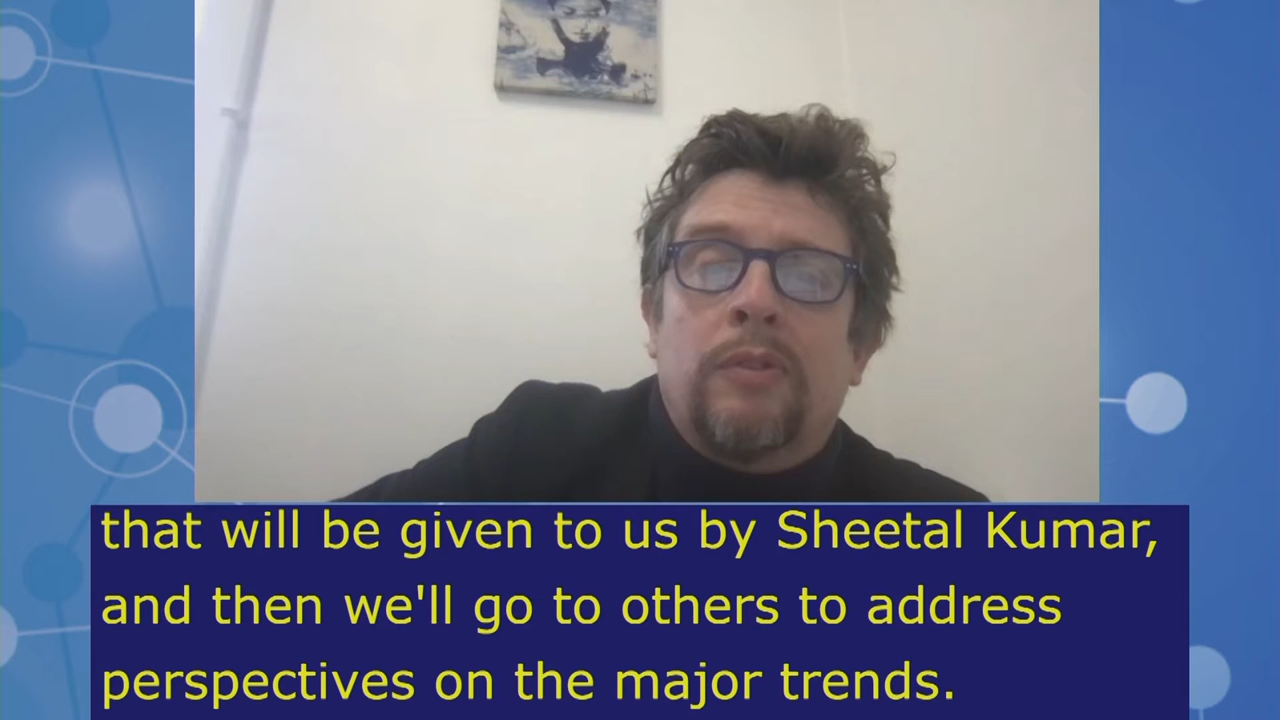 that will be given to us by Sheetal Kumar,
and then we'll go to others to address
perspectives on the major trends.